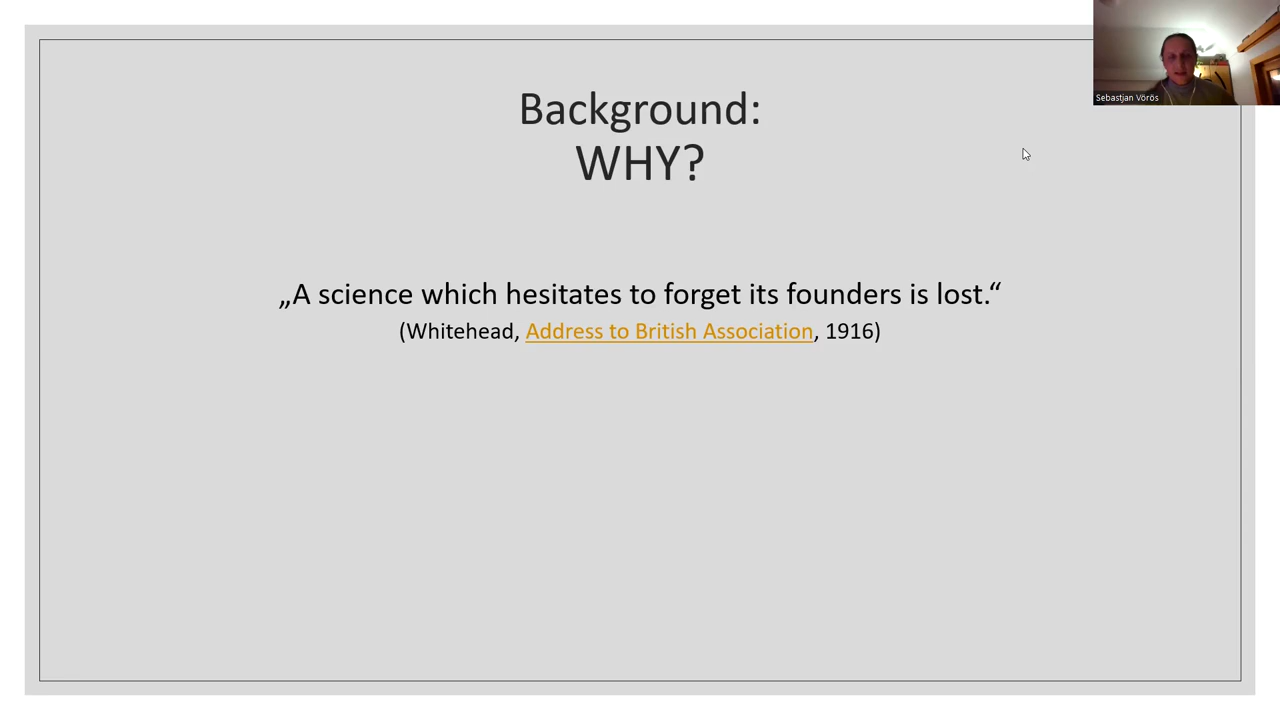 Sebastjan Vörös
Background:
WHY?
„A science which hesitates to forget its founders is lost.“
(Whitehead, Address to British Association, 1916)